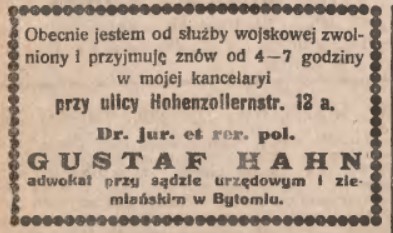 Obecnie jestem od służby wojskowej zwol-
niony i przyjmuję znów od 4—7 godziny
w mojej kancelaryi
przy ulicy Hohenzollernstr. 12 a.
Dr. jur. et rer. pol.
GUSTAF HAHN
adwokat przy sądzie urzędowym i zie-
miańskim w Bytomiu.